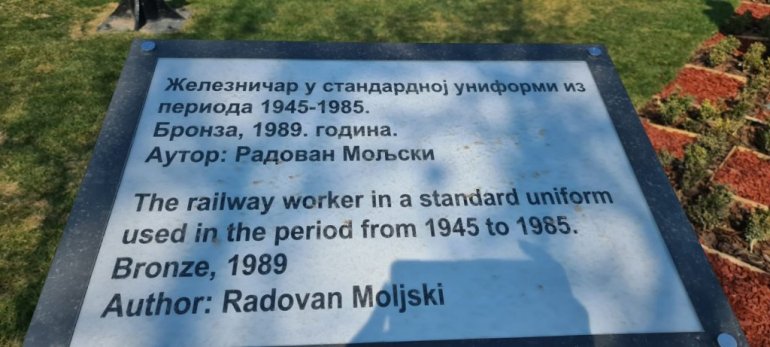 Железничар у стандардној униформи из
периода 1945-1985.
Бронза, 1989. година.
Аутор: Радован Мољски
The railway worker in a standard uniform
used in the period from 1945 to 1985.
Bronze, 1989
Author: Radovan Moljski